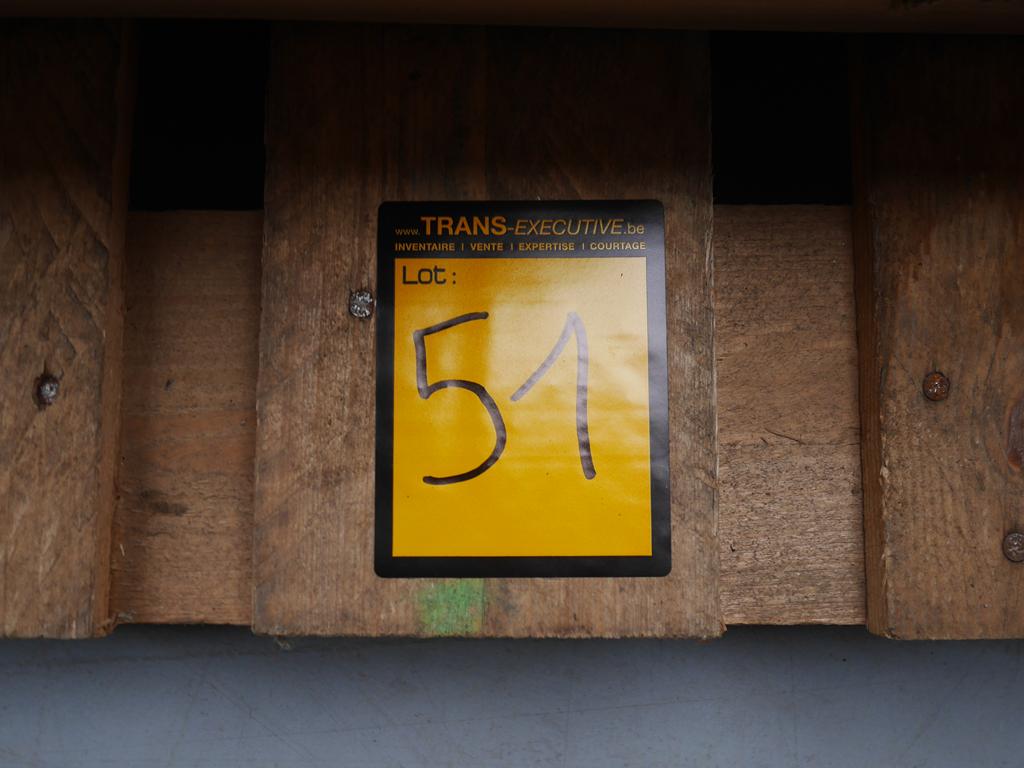 www.TRANS-EXECUTIVE.be
INVENTAIRE | VENTE | EXPERTISE | COURTAGE
Lot :
51